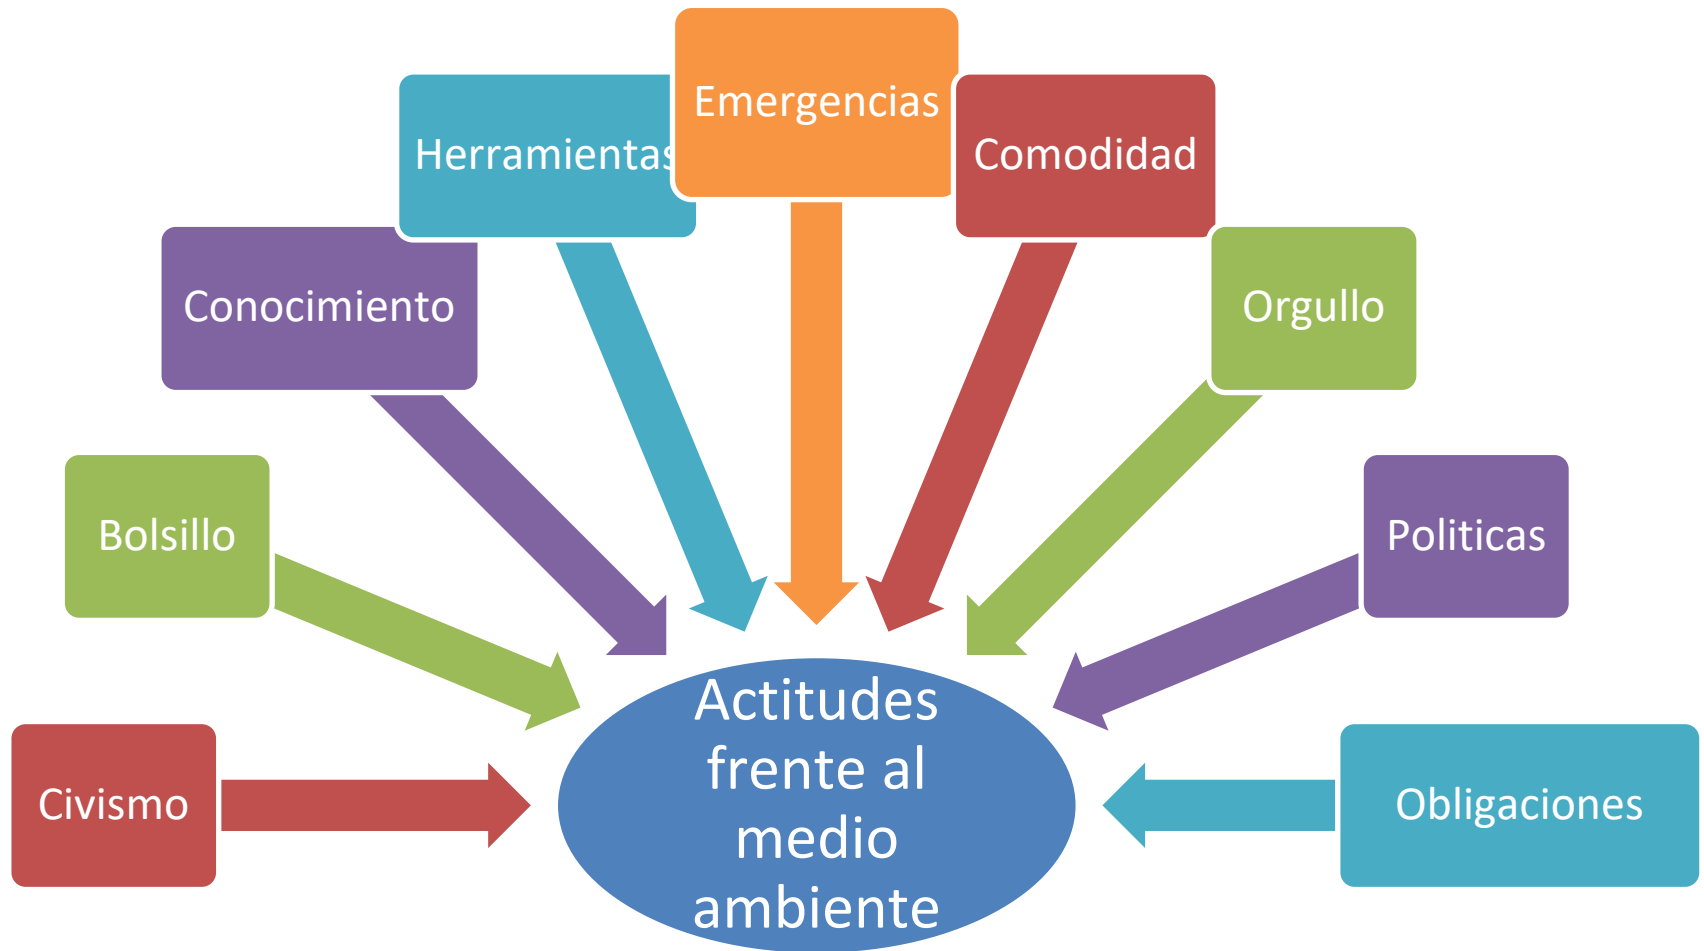 Emergencias
Herramientas
Comodidad
Conocimiento
Orgullo
Bolsillo
Politicas
Civismo
Obligaciones
Actitudes
frente al
medio
ambiente